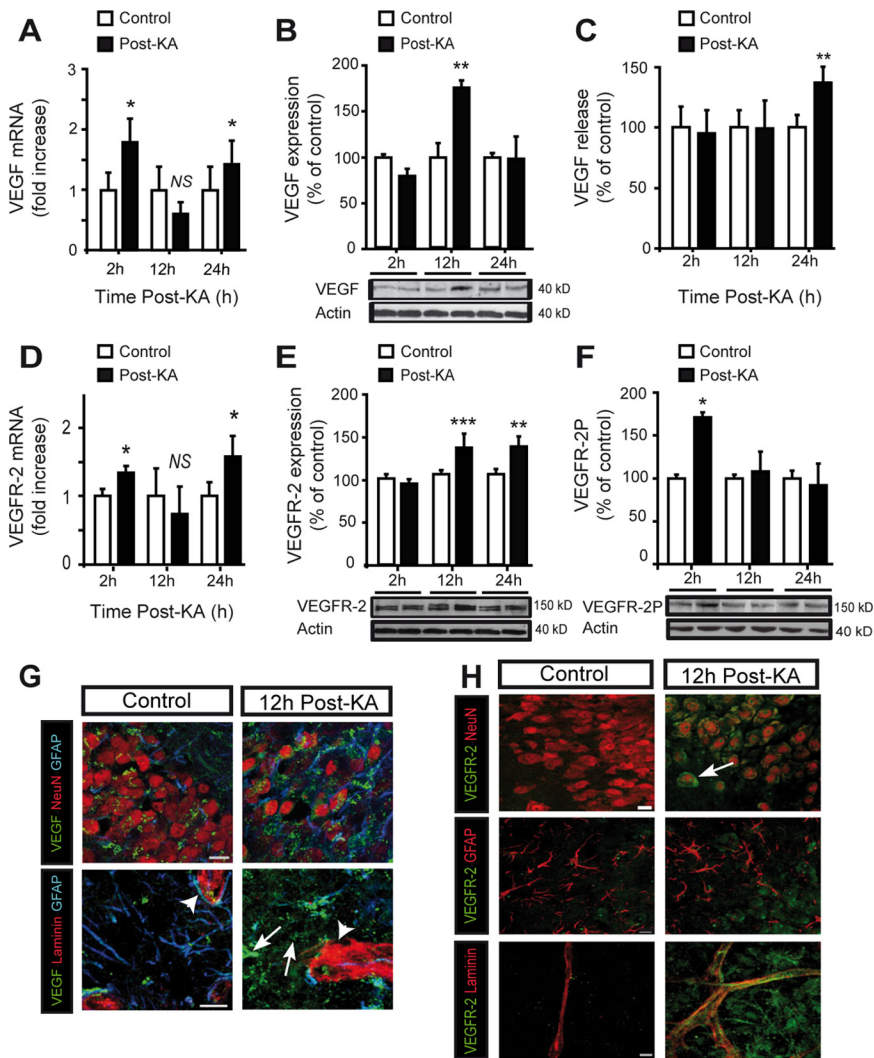 A
Control
Post-KA
VEGF mRNA
(fold increase)
3
2
1
0
*
NS
*
2h 12h 24h
Time Post-KA (h)
B
Control
Post-KA
VEGF expression
(% of control)
200
150
100
50
0
**
2h 12h 24h
VEGF 40 kD
Actin 40 kD
C
Control
Post-KA
VEGF release
(% of control)
150
100
50
0
**
2h 12h 24h
Time Post-KA (h)
D
Control
Post-KA
VEGFR-2 mRNA
(fold increase)
2
1
0
*
NS
*
2h 12h 24h
Time Post-KA (h)
E
Control
Post-KA
VEGFR-2 expression
(% of control)
200
150
100
50
0
***
**
2h 12h 24h
VEGFR-2 150 kD
Actin 40 kD
F
Control
Post-KA
VEGFR-2P
(% of control)
200
150
100
50
0
*
2h 12h 24h
VEGFR-2P 150 kD
Actin 40 kD
G
Control 12h Post-KA
VEGF NeuN GFAP
VEGF Laminin GFAP
H
Control 12h Post-KA
VEGFR-2 NeuN
VEGFR-2 GFAP
VEGFR-2 Laminin